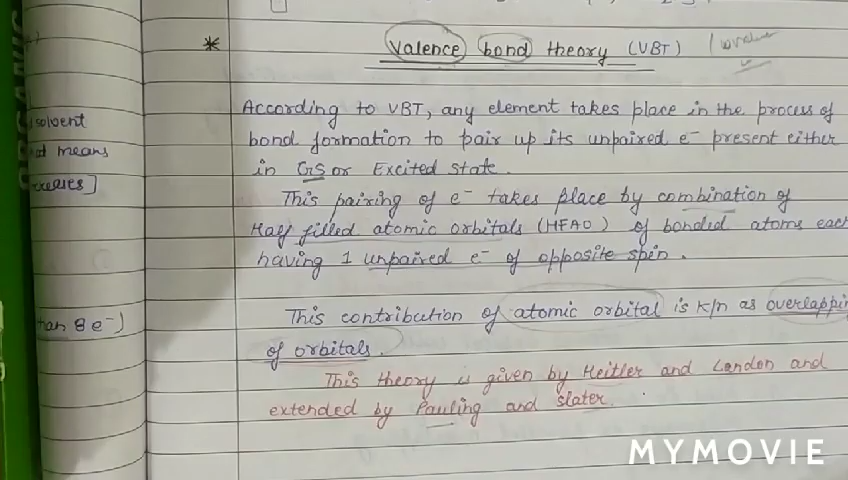 * Valence bond theory (VBT)
According to VBT, any element takes place in the process of
bond formation to pair up its unpaired e⁻ present either
in GS or Excited state.
This pairing of e⁻ takes place by combination of
Half filled atomic orbitals (HFAO) of bonded atoms each
having 1 unpaired e⁻ of opposite spin.
This contribution of atomic orbital is k/n as overlappin
of orbitals.
This theory is given by Heitler and London and
extended by Pauling and Slater.
solvent
means
than 8 e⁻)
MYMOVIE